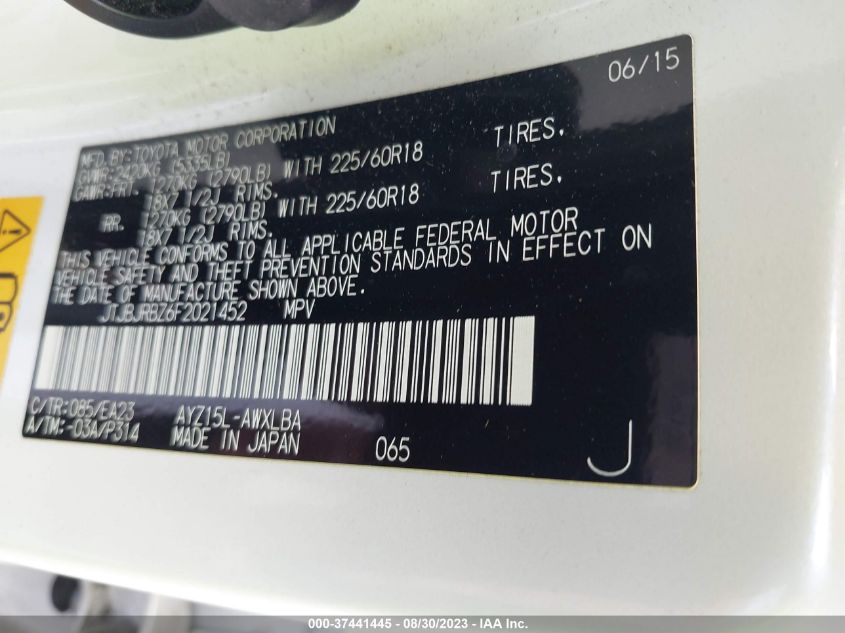 06/15
MFD. BY: TOYOTA MOTOR CORPORATION
GVWR: 2420KG (5335LB)
GAWR: FRT. 1270KG (2790LB) WITH 225/60R18 TIRES,
18X7 1/2J RIMS.
RR. 1270KG (2790LB) WITH 225/60R18 TIRES,
18X7 1/2J RIMS.
THIS VEHICLE CONFORMS TO ALL APPLICABLE FEDERAL MOTOR
VEHICLE SAFETY AND THEFT PREVENTION STANDARDS IN EFFECT ON
THE DATE OF MANUFACTURE SHOWN ABOVE.
JTJBJRBZ6F2021452 MPV
C/TR: 085/EA23 AYZ15L-AWXLBA
A/TM: -03A/P314 MADE IN JAPAN 065 J
000-37441445 - 08/30/2023 - IAA Inc.